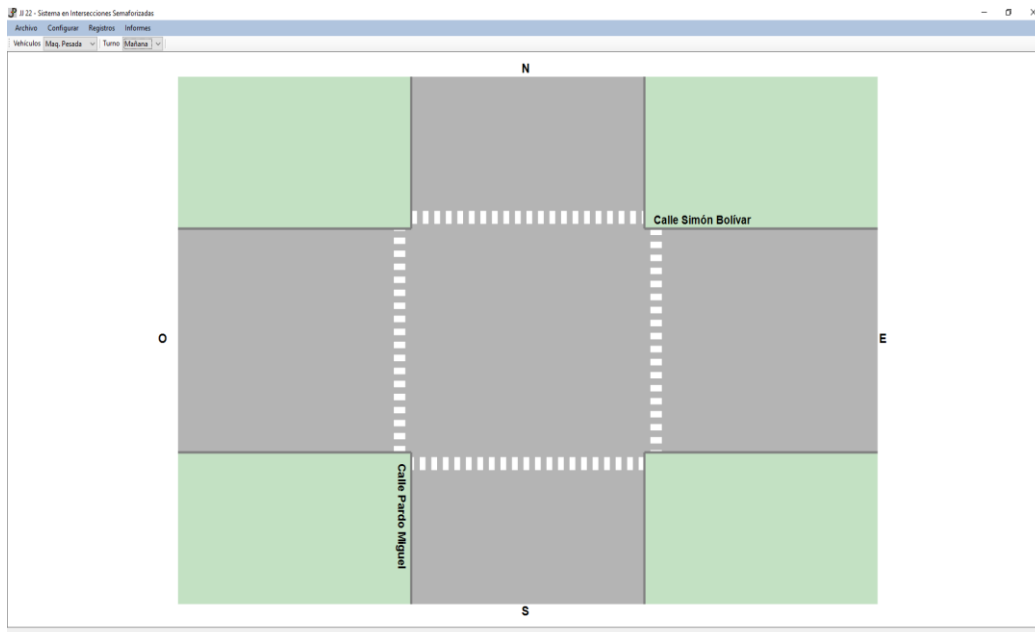 JJ 22 - Sistema en Intersecciones Semaforizadas
Archivo Configurar Registros Informes
Vehículos Maq. Pesada Turno Mañana
N
Calle Simón Bolívar
O
E
Calle Pardo Miguel
S